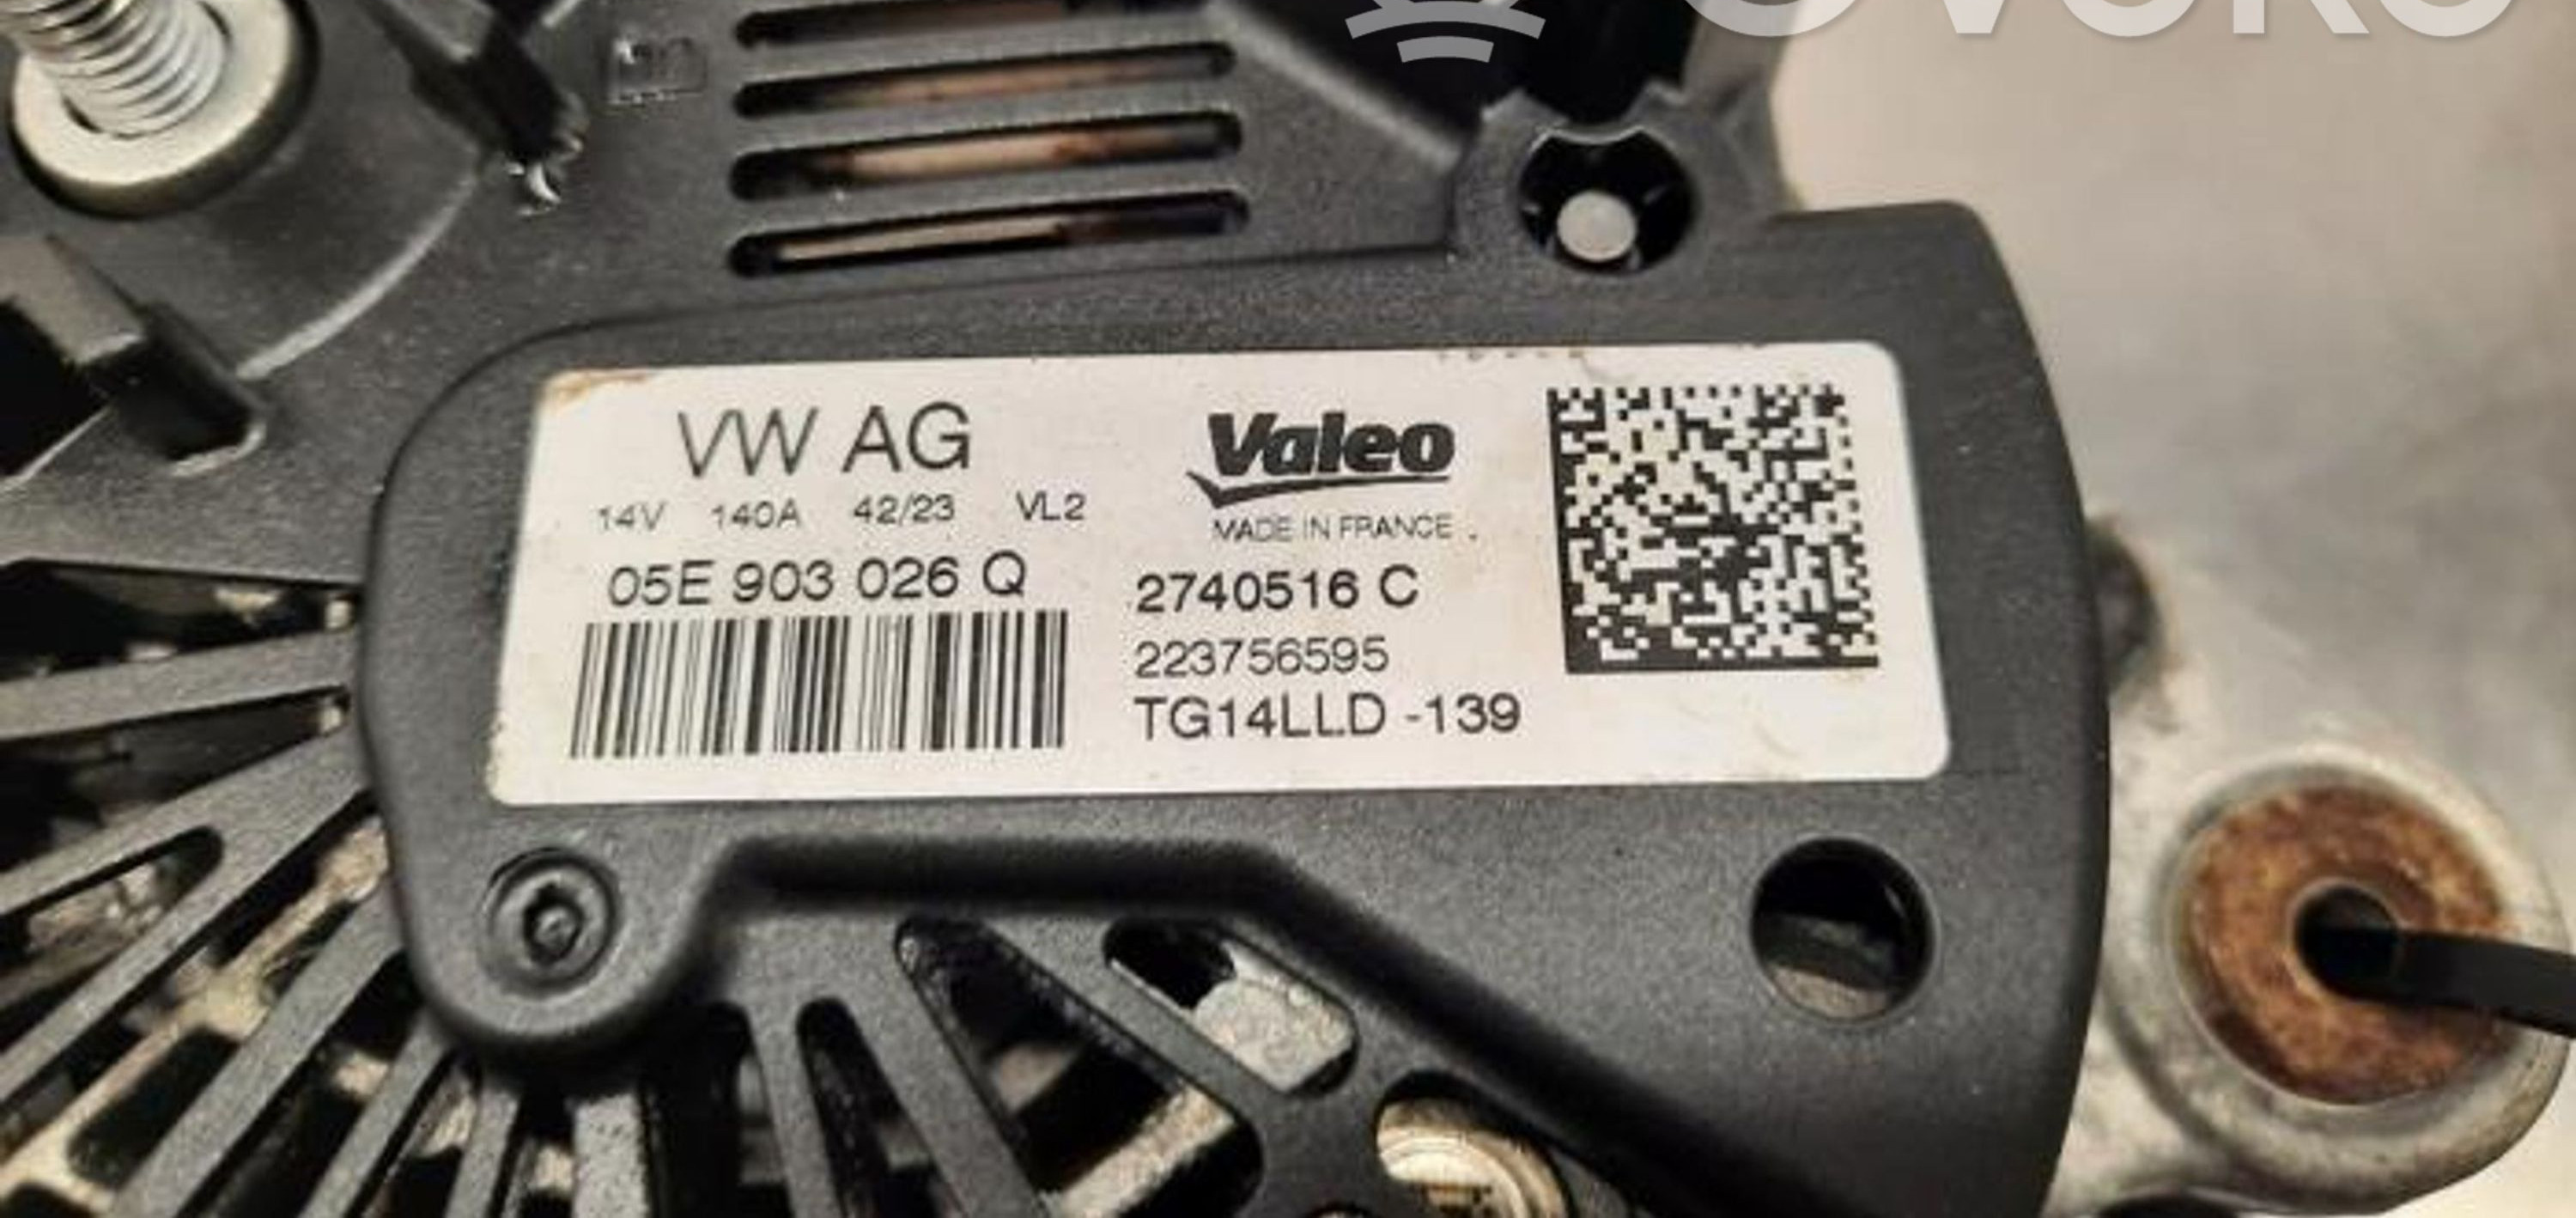 VW AG
14V 140A 42/23 VL2
05E 903 026 Q
Valeo
MADE IN FRANCE
2740516 C
223756595
TG14LLD -139